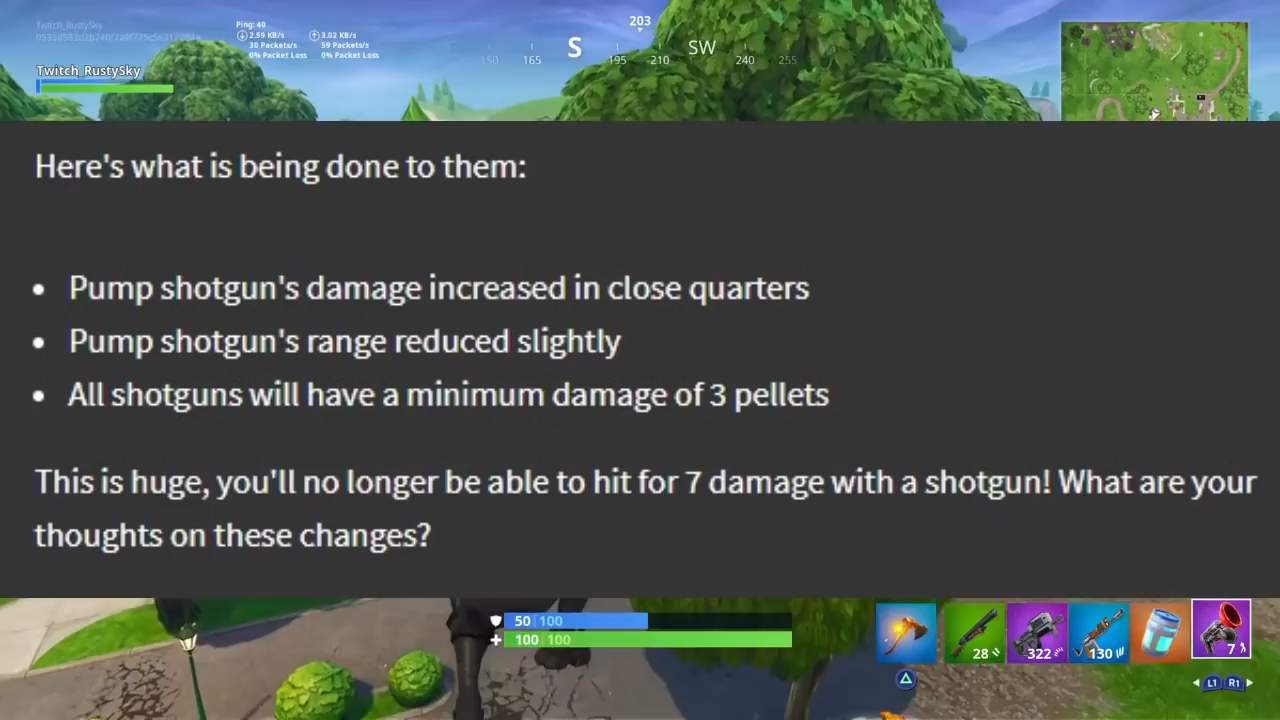 Twitch_RustySky
Ping: 40
2.59 KB/s 3.02 KB/s
30 Packets/s 59 Packets/s
0% Packet Loss 0% Packet Loss
203
S SW
150 165 195 210 240 255
Twitch_RustySky
Here's what is being done to them:
• Pump shotgun's damage increased in close quarters
• Pump shotgun's range reduced slightly
• All shotguns will have a minimum damage of 3 pellets
This is huge, you'll no longer be able to hit for 7 damage with a shotgun! What are your
thoughts on these changes?
50 | 100
100 | 100
28 322 130 7
L1 R1